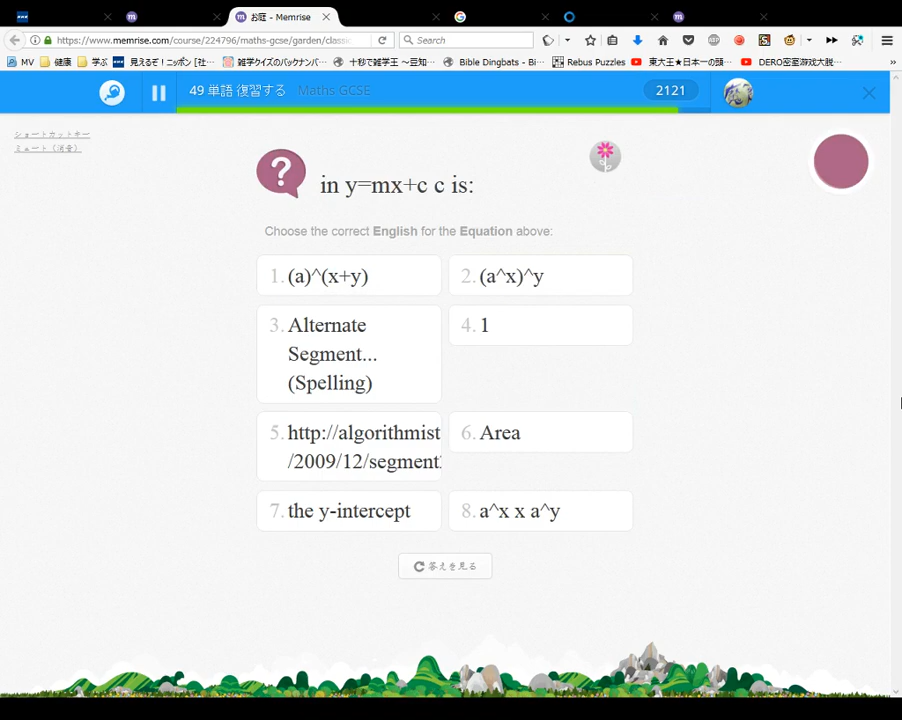 お庭 - Memrise
https://www.memrise.com/course/224796/maths-gcse/garden/classic
Search
MV 健康 学ぶ 見えるぞ！ニッポン [社… 雑学クイズのバックナンバ… 十秒で雑学王 ～豆知… Bible Dingbats - Bi… Rebus Puzzles 東大王★日本一の頭… DERO密室游戏大脱…
49 単語 復習する Maths GCSE 2121
ショートカットキー
ミュート（消音）
?
in y=mx+c c is:
Choose the correct English for the Equation above:
1. (a)^(x+y)
2. (a^x)^y
3. Alternate
Segment...
(Spelling)
4. 1
5. http://algorithmist
/2009/12/segment
6. Area
7. the y-intercept
8. a^x x a^y
答えを見る